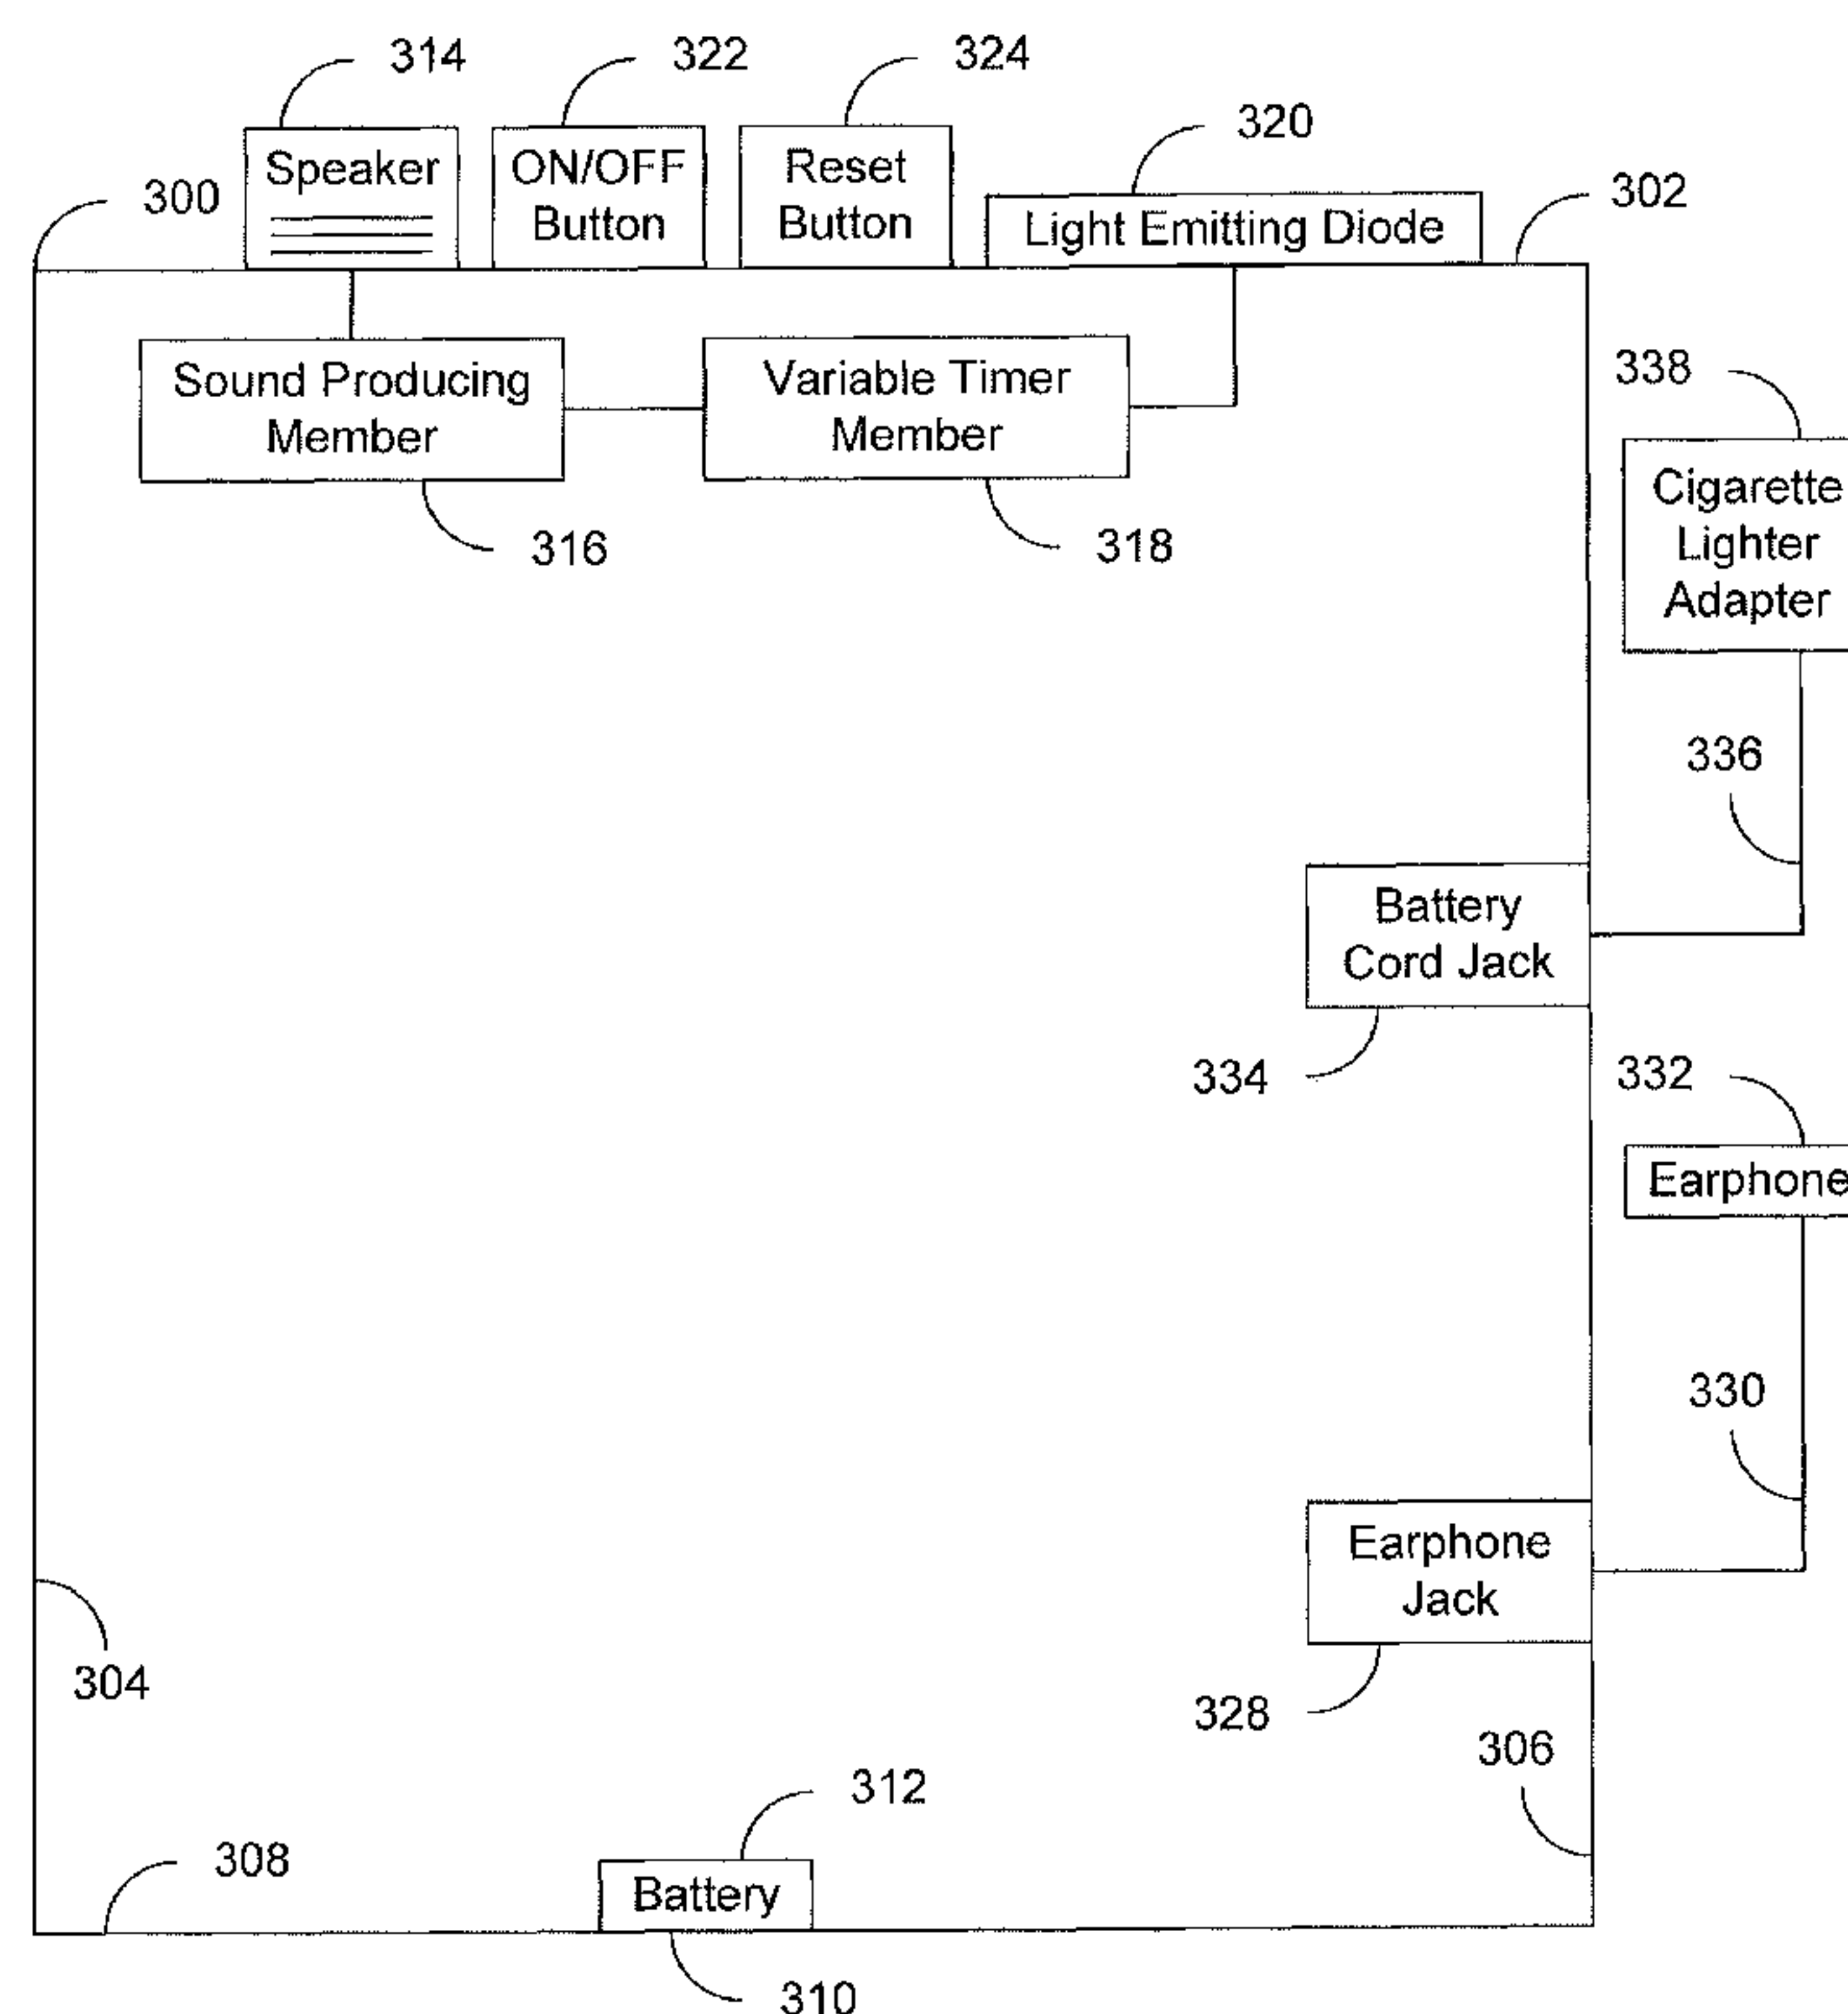 314
322
324
320
300
Speaker
ON/OFF
Button
Reset
Button
Light Emitting Diode
302
Sound Producing
Member
Variable Timer
Member
316
318
338
Cigarette
Lighter
Adapter
336
Battery
Cord Jack
334
332
Earphone
330
Earphone
Jack
328
304
306
312
308
Battery
310